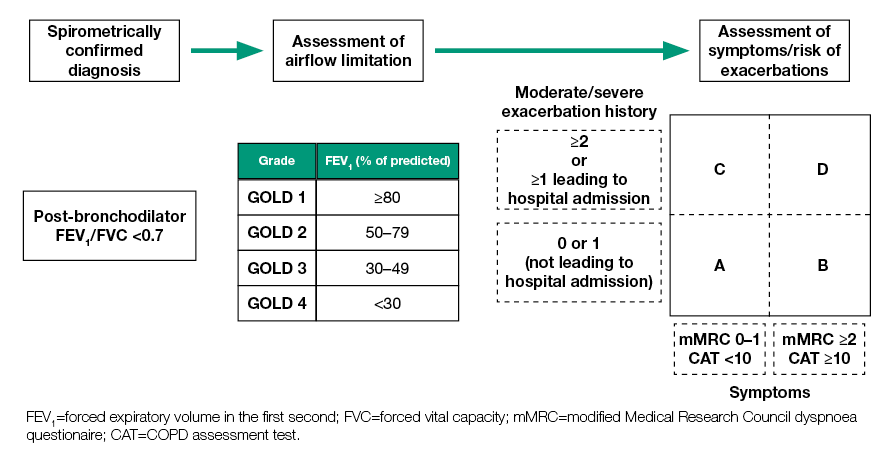 Spirometrically
confirmed
diagnosis
Assessment of
airflow limitation
Assessment of
symptoms/risk of
exacerbations
Post-bronchodilator
FEV1/FVC <0.7
Grade FEV1 (% of predicted)
GOLD 1 ≥80
GOLD 2 50–79
GOLD 3 30–49
GOLD 4 <30
Moderate/severe
exacerbation history
≥2
or
≥1 leading to
hospital admission
0 or 1
(not leading to
hospital admission)
C D
A B
mMRC 0–1
CAT <10
mMRC ≥2
CAT ≥10
Symptoms
FEV1=forced expiratory volume in the first second; FVC=forced vital capacity; mMRC=modified Medical Research Council dyspnoea
questionaire; CAT=COPD assessment test.